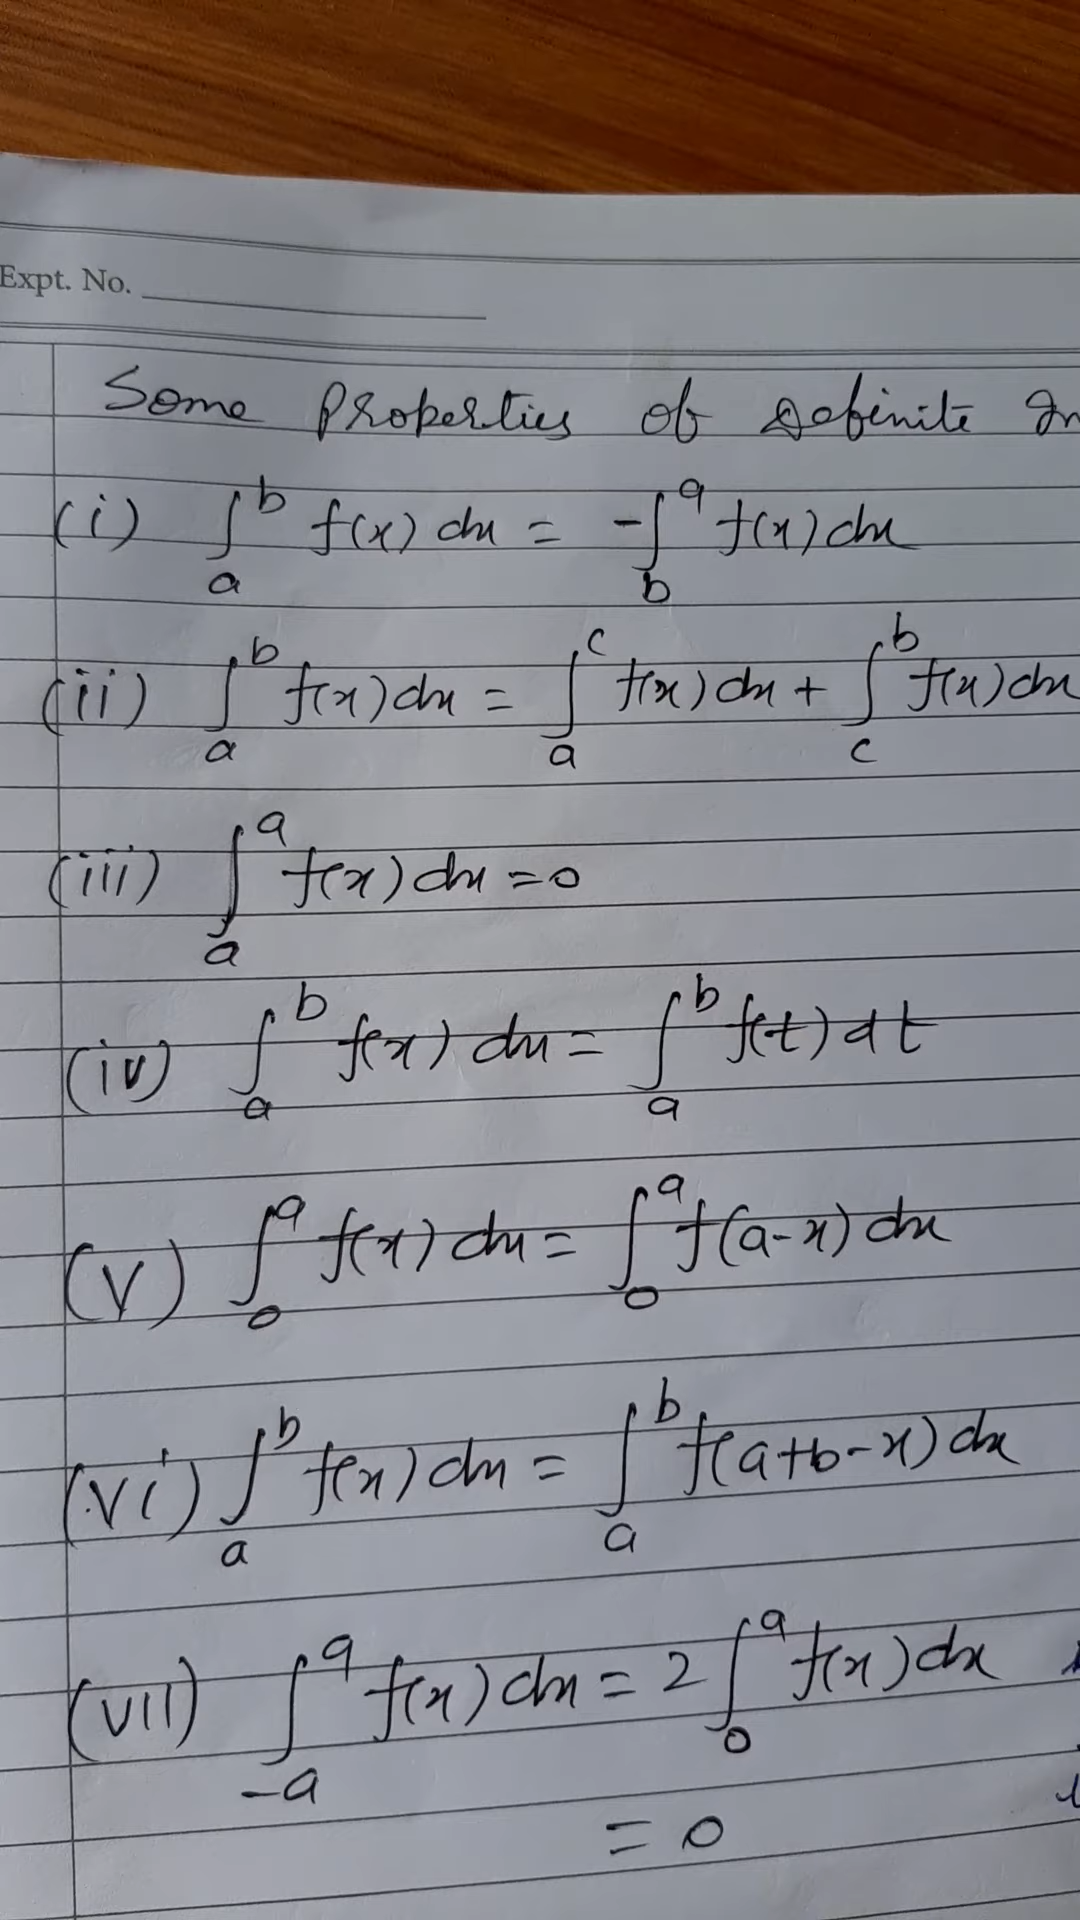 Expt. No.
Some Properties of Definite
(i) ∫_a^b f(x) dx = -∫_b^a f(x) dx
(ii) ∫_a^b f(x) dx = ∫_a^c f(x) dx + ∫_c^b f(x) dx
(iii) ∫_a^a f(x) dx = 0
(iv) ∫_a^b f(x) dx = ∫_a^b f(t) dt
(v) ∫_0^a f(x) dx = ∫_0^a f(a-x) dx
(vi) ∫_a^b f(x) dx = ∫_a^b f(a+b-x) dx
(vii) ∫_{-a}^a f(x) dx = 2∫_0^a f(x) dx
= 0